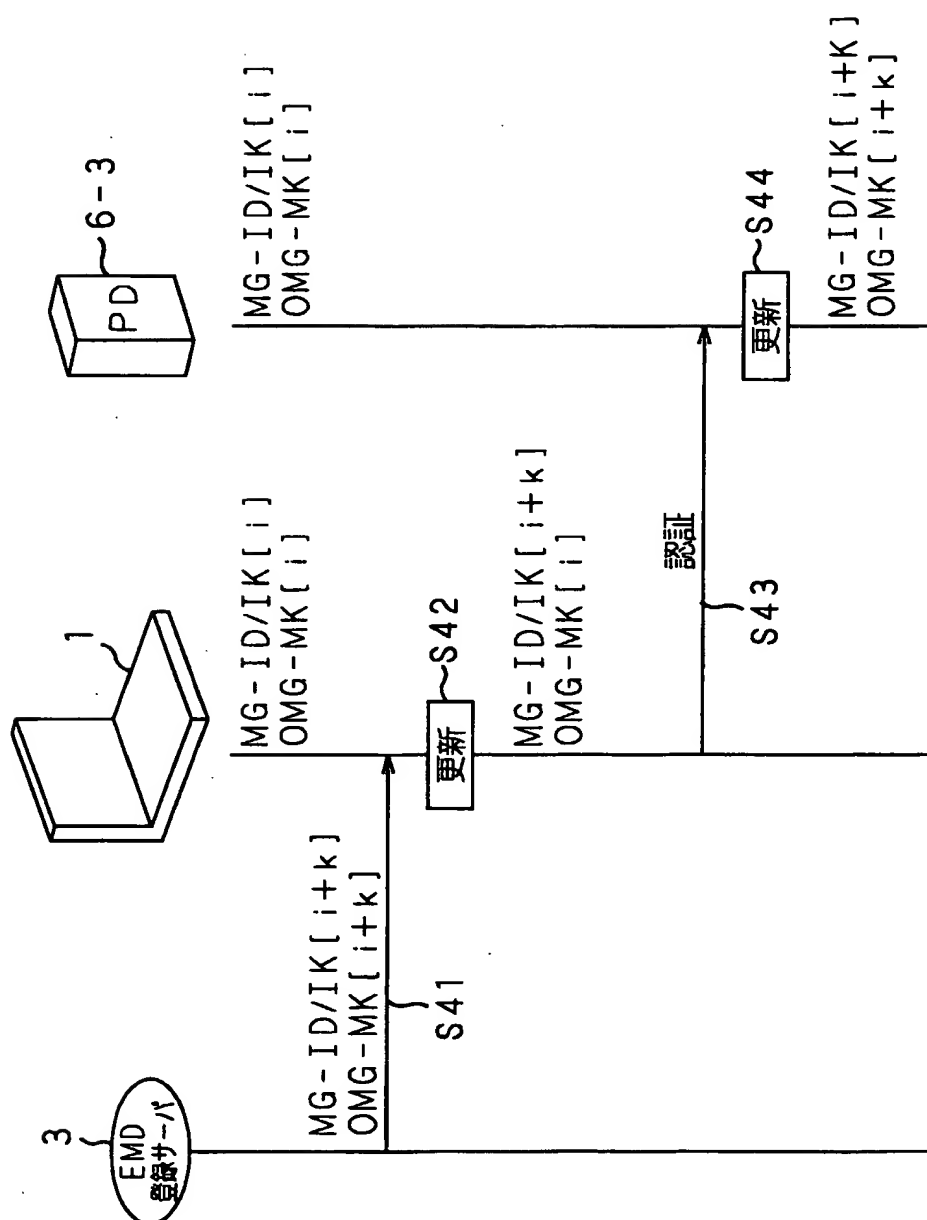 3
EMD
登録サーバ
1
PD
6-3
MG-ID/IK[i]
OMG-MK[i]
MG-ID/IK[i]
OMG-MK[i]
MG-ID/IK[i+k]
OMG-MK[i+k]
S41
更新
S42
MG-ID/IK[i+k]
OMG-MK[i]
認証
S43
更新
S44
MG-ID/IK[i+K]
OMG-MK[i+k]